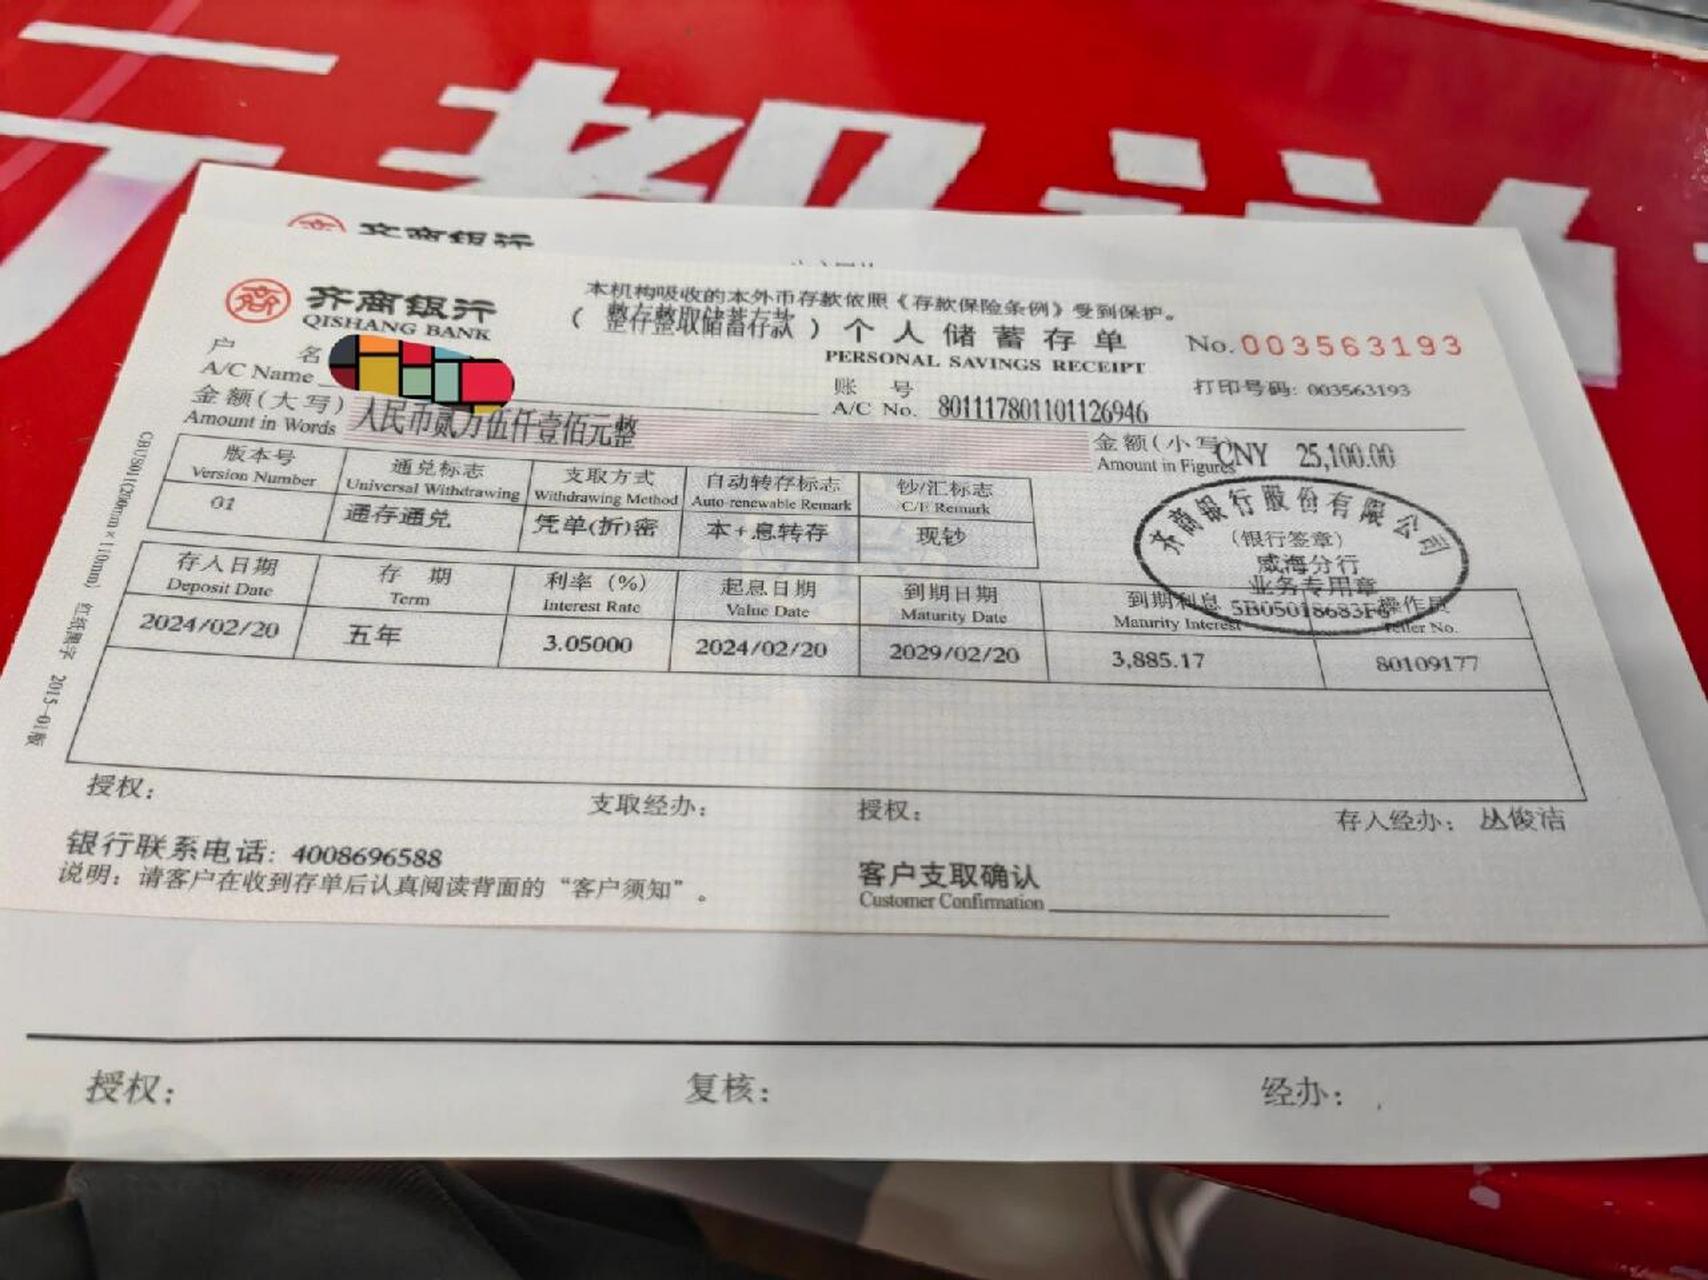 齐商银行
齐商银行
QISHANG BANK
本机构吸收的本外币存款依照《存款保险条例》受到保护。
(整存整取储蓄存款)个人储蓄存单
PERSONAL SAVINGS RECEIPT
No.003563193
户 名
A/C Name
账 号
A/C No. 801117801101126946
打印号码: 003563193
金额(大写) 人民币贰万伍仟壹佰元整
Amount in Words
金额(小写) CNY 25,100.00
Amount in Figures
版本号 通兑标志 支取方式 自动转存标志 钞/汇标志
Version Number Universal Withdrawing Withdrawing Method Auto-renewable Remark C/E Remark
01 通存通兑 凭单(折)密 本+息转存 现钞
齐商银行股份有限公司
(银行签章)
威海分行
业务专用章
存入日期 存 期 利率(%) 起息日期 到期日期 到期利息 操作员
Deposit Date Term Interest Rate Value Date Maturity Date Maturity Interest Teller No.
2024/02/20 五年 3.05000 2024/02/20 2029/02/20 3,885.17 80109177
2015-01版
授权: 支取经办: 授权: 存入经办: 丛俊洁
银行联系电话: 4008696588
说明: 请客户在收到存单后认真阅读背面的“客户须知”。
客户支取确认
Customer Confirmation
授权: 复核: 经办: